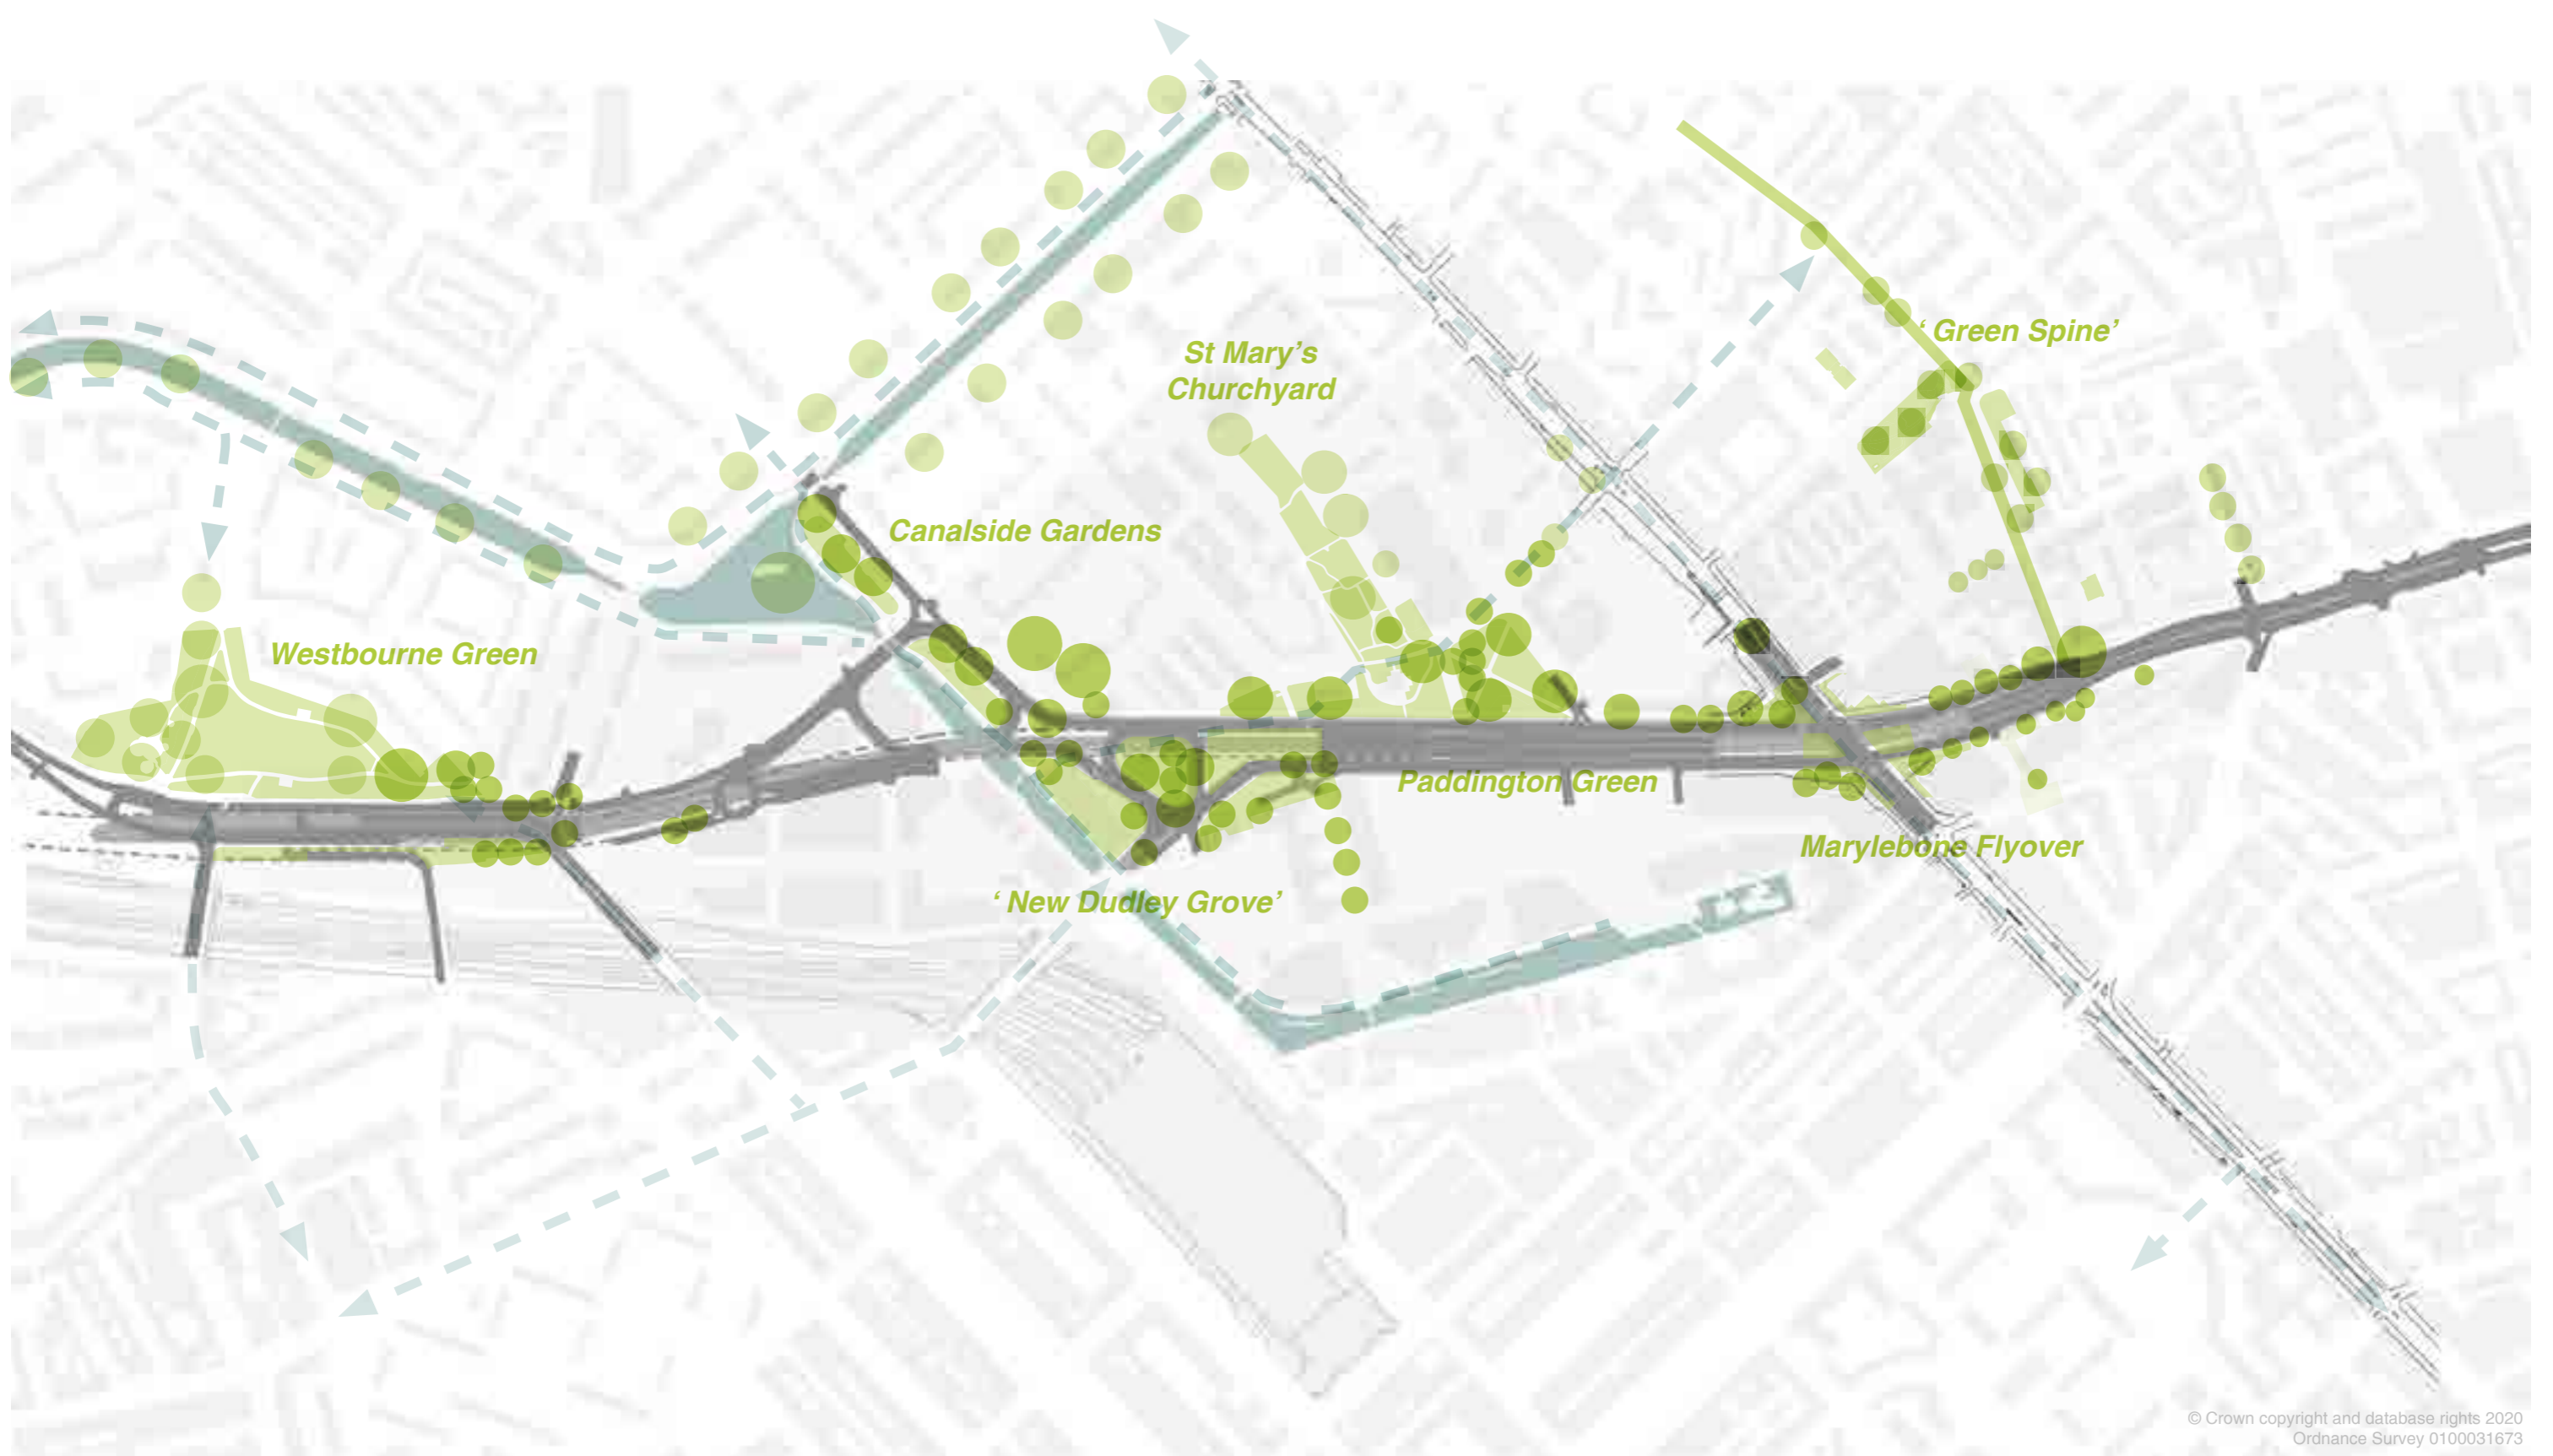 ‘ Green Spine’
St Mary’s
Churchyard
Canalside Gardens
Westbourne Green
Paddington Green
Marylebone Flyover
‘ New Dudley Grove’
© Crown copyright and database rights 2020
Ordnance Survey 0100031673